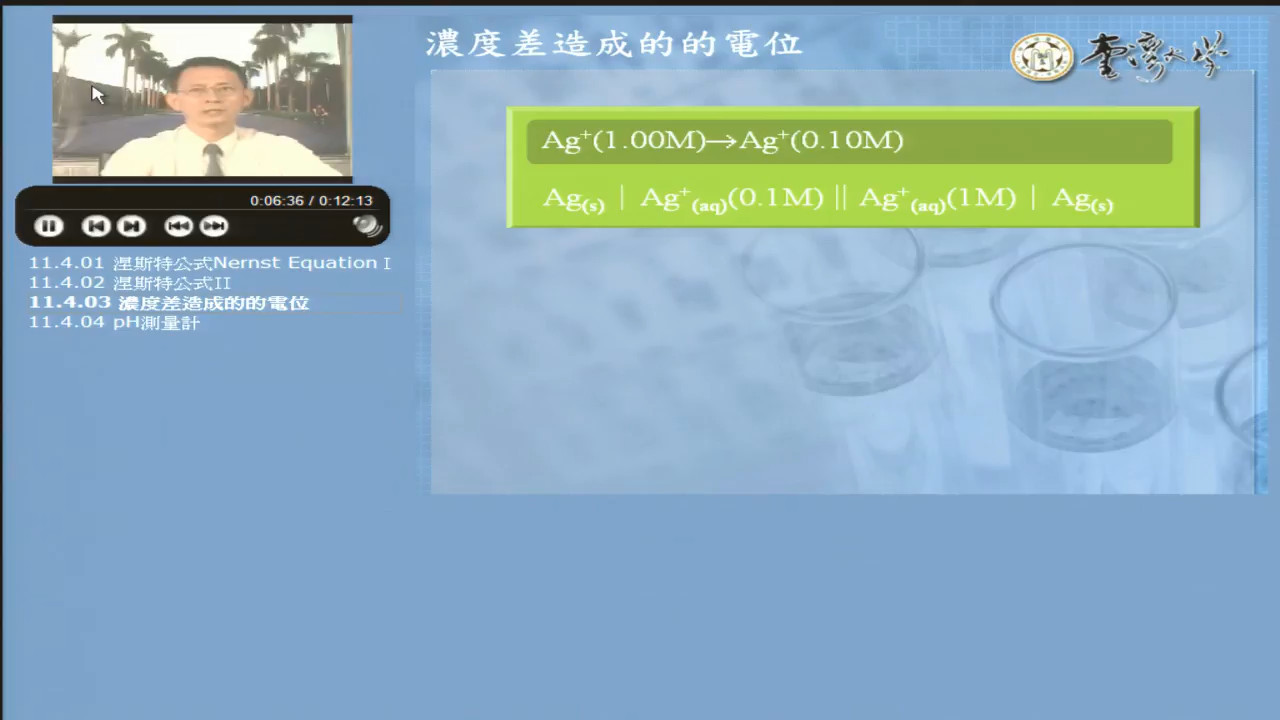 濃度差造成的的電位
臺灣大學
Ag⁺(1.00M)→Ag⁺(0.10M)
Ag(s) | Ag⁺(aq)(0.1M) || Ag⁺(aq)(1M) | Ag(s)
0:06:36 / 0:12:13
11.4.01 涅斯特公式Nernst Equation I
11.4.02 涅斯特公式II
11.4.03 濃度差造成的的電位
11.4.04 pH測量計